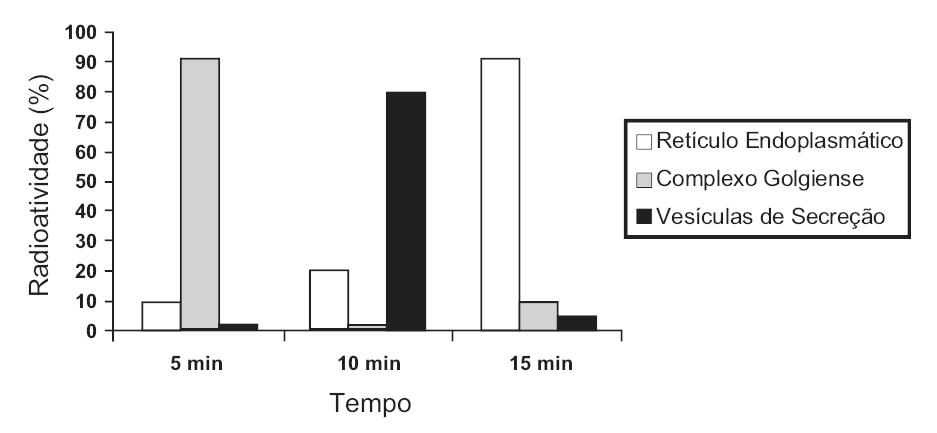 100
90
80
70
60
50
40
30
20
10
0
Radioatividade (%)
5 min
10 min
15 min
Tempo
Retículo Endoplasmático
Complexo Golgiense
Vesículas de Secreção